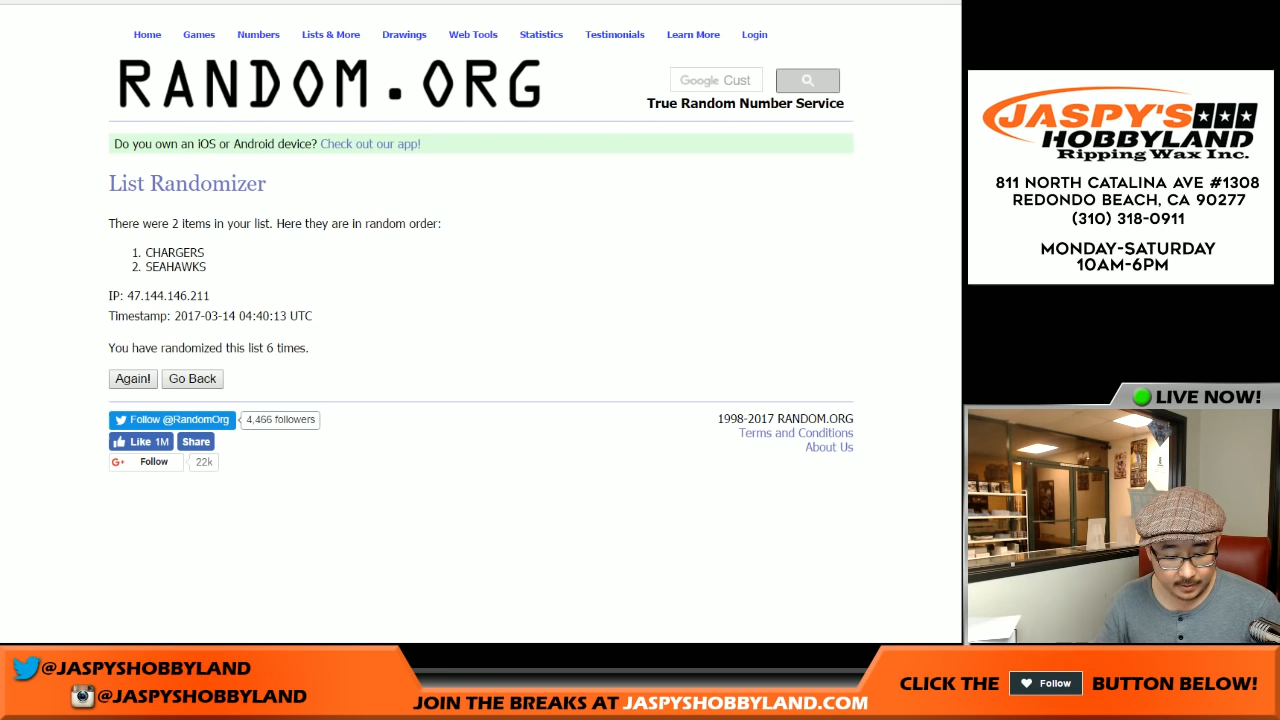 Home Games Numbers Lists & More Drawings Web Tools Statistics Testimonials Learn More Login
RANDOM.ORG
Google Cust
True Random Number Service
Do you own an iOS or Android device? Check out our app!
List Randomizer
There were 2 items in your list. Here they are in random order:
1. CHARGERS
2. SEAHAWKS
IP: 47.144.146.211
Timestamp: 2017-03-14 04:40:13 UTC
You have randomized this list 6 times.
Again! Go Back
Follow @RandomOrg 4,466 followers
Like 1M Share
G+ Follow 22k
1998-2017 RANDOM.ORG
Terms and Conditions
About Us
JASPY'S
HOBBYLAND
Ripping Wax Inc.
811 NORTH CATALINA AVE #1308
REDONDO BEACH, CA 90277
(310) 318-0911
MONDAY-SATURDAY
10AM-6PM
LIVE NOW!
@JASPYSHOBBYLAND
@JASPYSHOBBYLAND
JOIN THE BREAKS AT JASPYSHOBBYLAND.COM
CLICK THE Follow BUTTON BELOW!